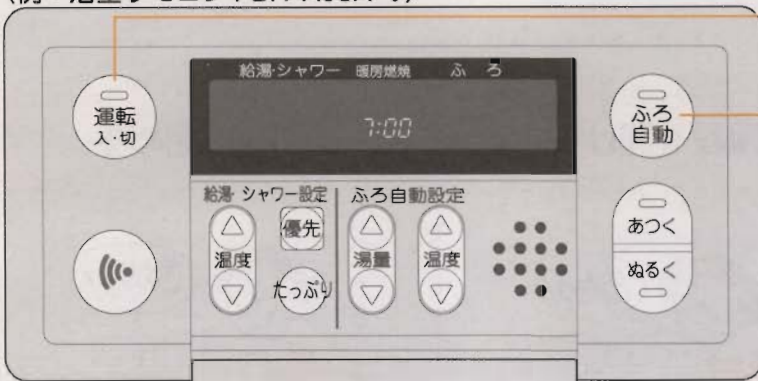 給湯・シャワー 暖房燃焼 ふろ
7:00
運転
入・切
ふろ
自動
給湯・シャワー設定 ふろ自動設定
優先
温度
たっぷり
湯量
温度
あつく
ぬるく